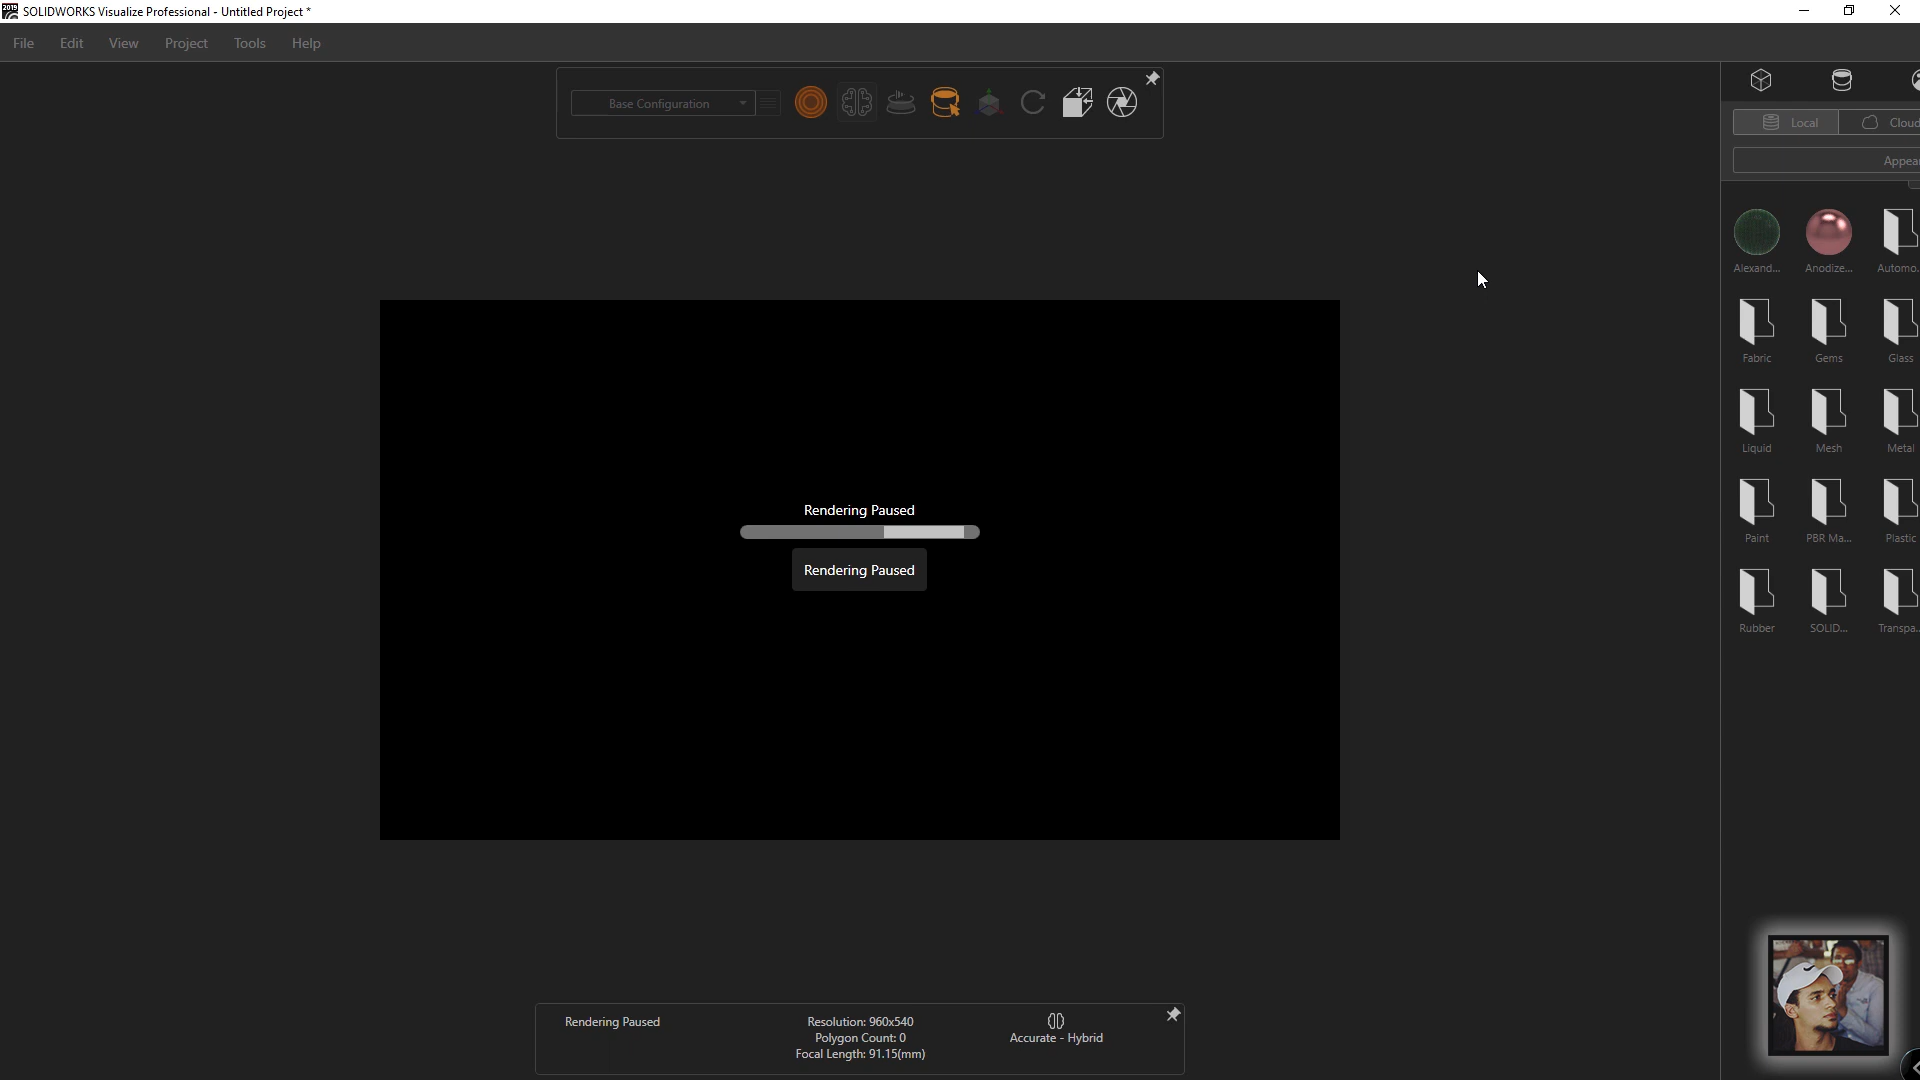 2019
SOLIDWORKS Visualize Professional - Untitled Project *
File Edit View Project Tools Help
Base Configuration
Local Cloud
Appea
Alexand... Anodize... Automo.
Fabric Gems Glass
Liquid Mesh Metal
Paint PBR Ma... Plastic
Rubber SOLID... Transpa..
Rendering Paused
Rendering Paused
Rendering Paused
Resolution: 960x540
Polygon Count: 0
Focal Length: 91.15(mm)
Accurate - Hybrid